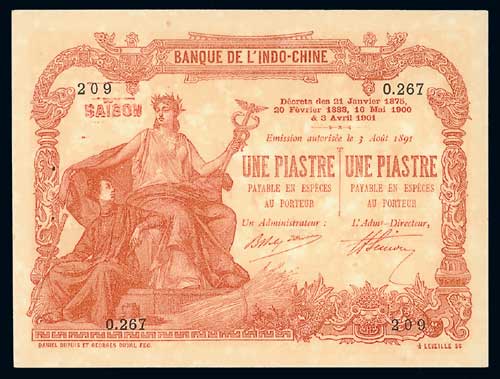 BANQUE DE L'INDO-CHINE
209
0.267
SAIGON
Décrets des 21 Janvier 1875,
20 Février 1888, 16 Mai 1900
& 3 Avril 1901
Emission autorisée le 3 Août 1891
UNE PIASTRE
PAYABLE EN ESPÈCES
AU PORTEUR
Un Administrateur :
UNE PIASTRE
PAYABLE EN ESPÈCES
AU PORTEUR
L'Admr-Directeur,
0.267
209
DANIEL DUPUIS ET GEORGES DUVAL FEC.